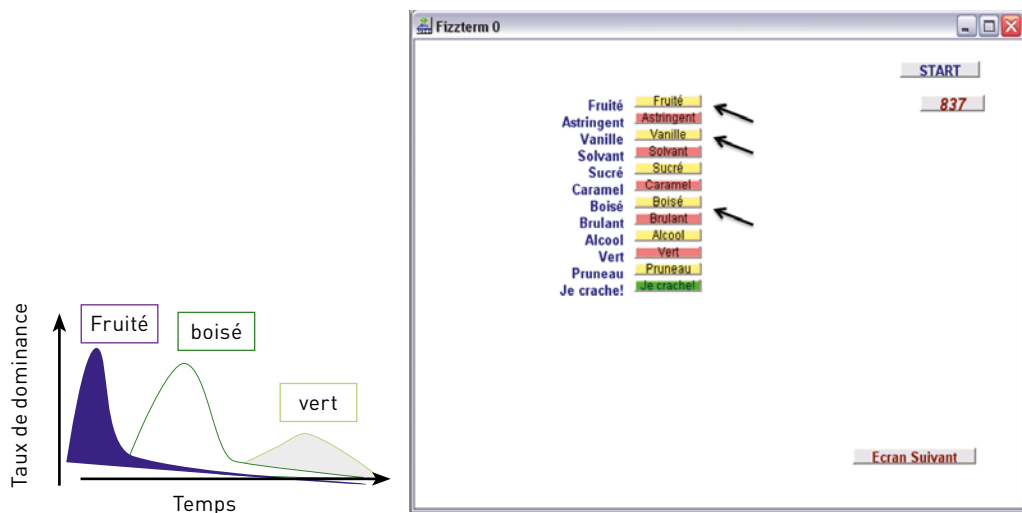 Fizzterm 0
START
837
Fruité Fruité
Astringent Astringent
Vanille Vanille
Solvant Solvant
Sucré Sucré
Caramel Caramel
Boisé Boisé
Brulant Brulant
Alcool Alcool
Vert Vert
Pruneau Pruneau
Je crache! Je crache!
Ecran Suivant
Taux de dominance
Fruité
boisé
vert
Temps